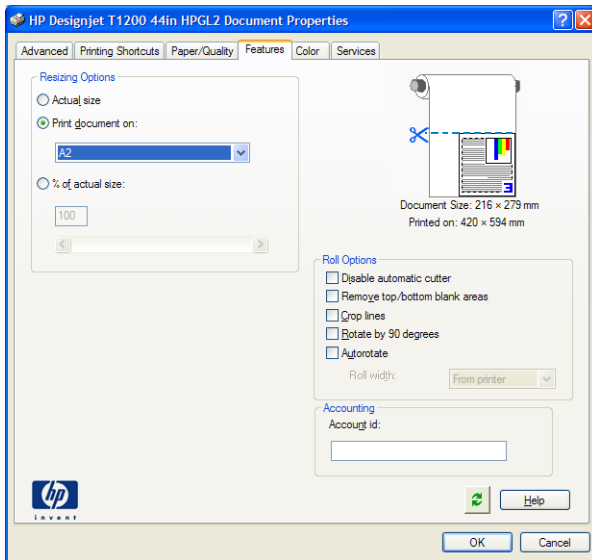 HP Designjet T1200 44in HPGL2 Document Properties
Advanced Printing Shortcuts Paper/Quality Features Color Services
Resizing Options
Actual size
Print document on:
A2
% of actual size:
100
3
Document Size: 216 × 279 mm
Printed on: 420 × 594 mm
Roll Options
Disable automatic cutter
Remove top/bottom blank areas
Crop lines
Rotate by 90 degrees
Autorotate
Roll width: From printer
Accounting
Account id:
hp
invent
Help
OK Cancel